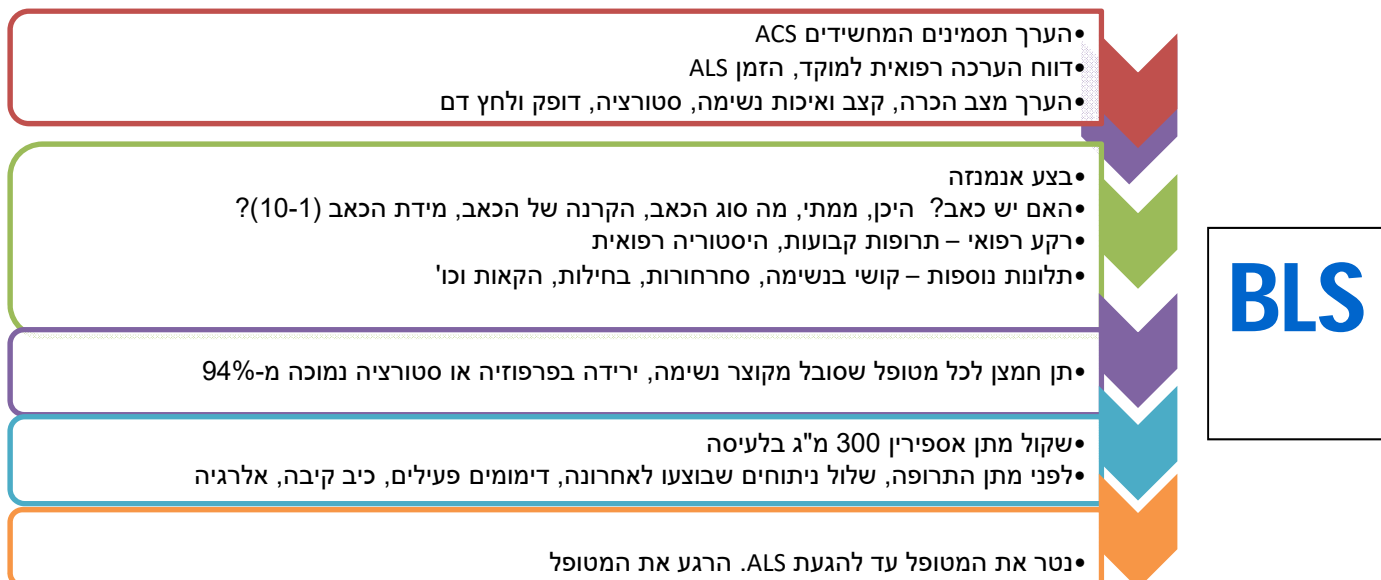 •הערך תסמינים המחשידים ACS
•דווח הערכה רפואית למוקד, הזמן ALS
•הערך מצב הכרה, קצב ואיכות נשימה, סטורציה, דופק ולחץ דם
•בצע אנמנזה
•האם יש כאב? היכן, ממתי, מה סוג הכאב, הקרנה של הכאב, מידת הכאב (10-1)?
•רקע רפואי – תרופות קבועות, היסטוריה רפואית
•תלונות נוספות – קושי בנשימה, סחרחורות, בחילות, הקאות וכו'
BLS
•תן חמצן לכל מטופל שסובל מקוצר נשימה, ירידה בפרפוזיה או סטורציה נמוכה מ-94%
•שקול מתן אספירין 300 מ"ג בלעיסה
•לפני מתן התרופה, שלול ניתוחים שבוצעו לאחרונה, דימומים פעילים, כיב קיבה, אלרגיה
•נטר את המטופל עד להגעת ALS. הרגע את המטופל